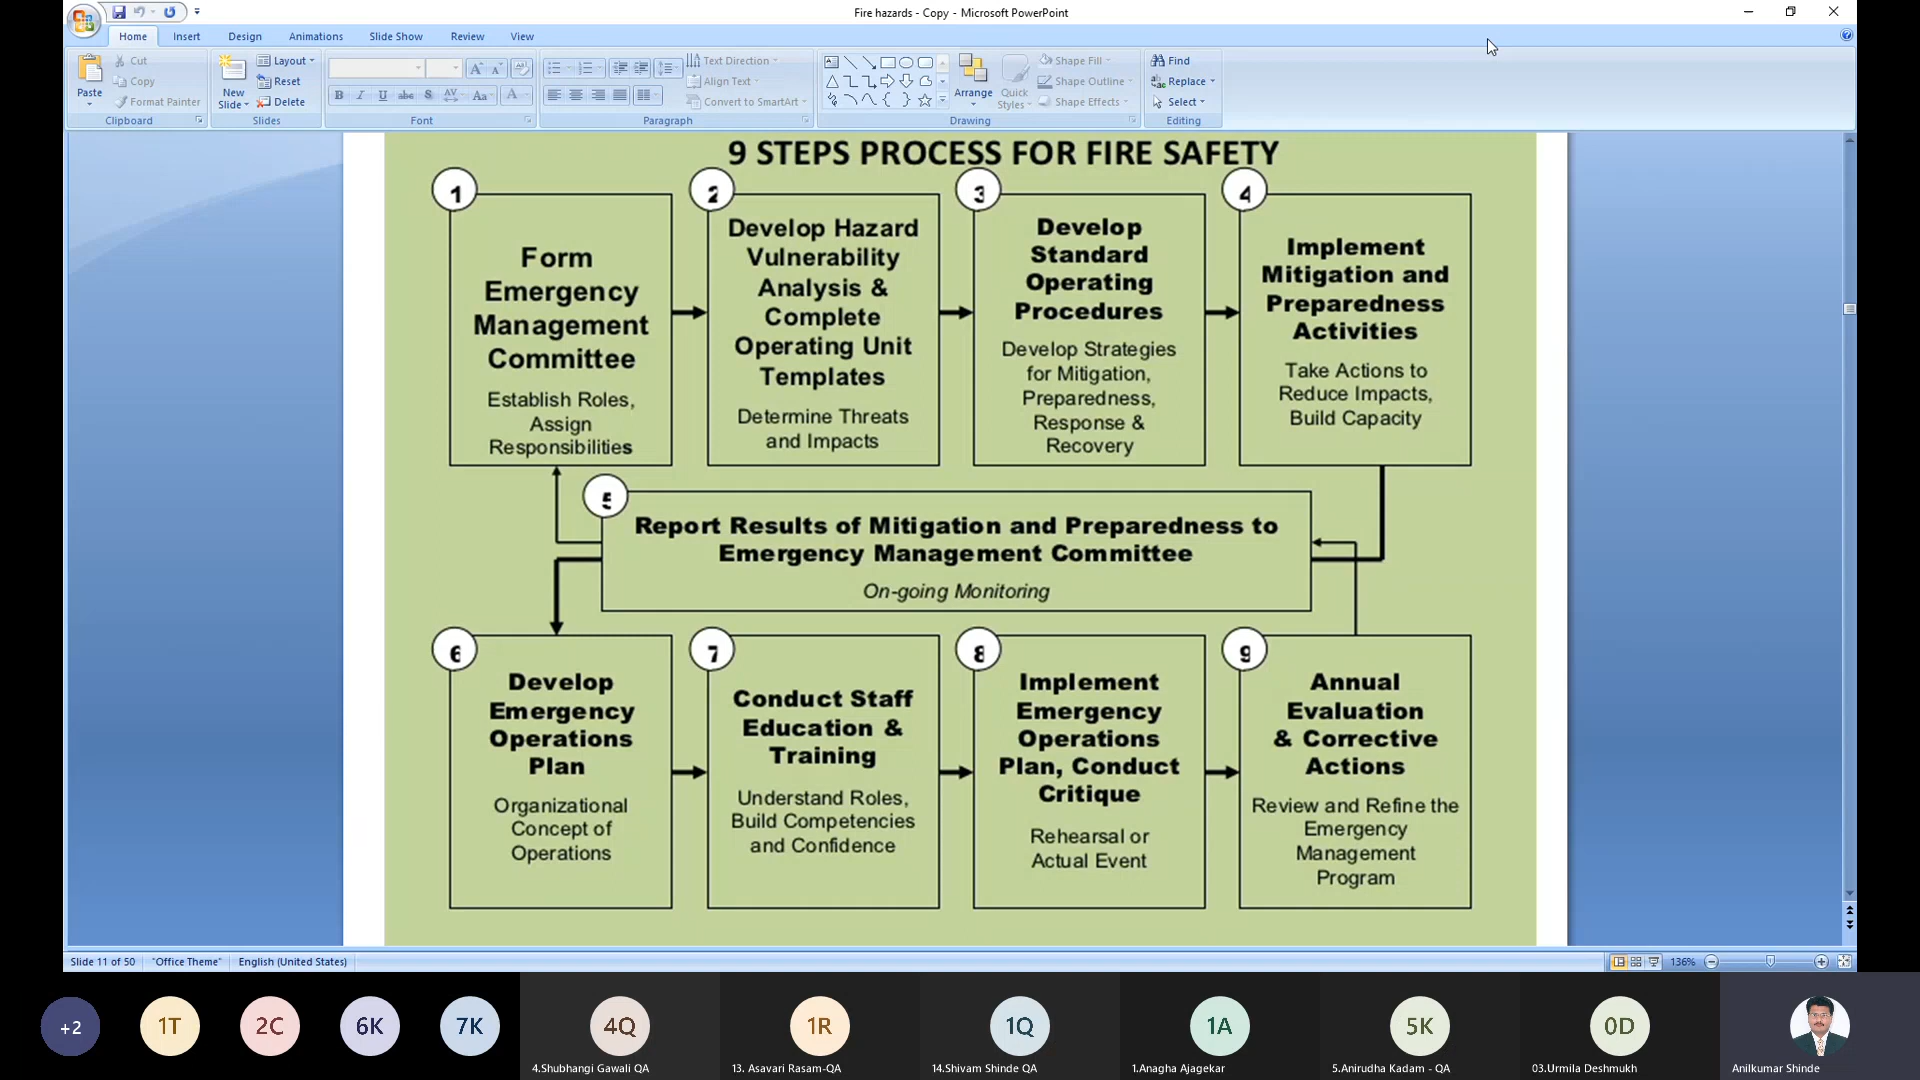 Fire hazards - Copy - Microsoft PowerPoint
Home Insert Design Animations Slide Show Review View
Paste
Cut
Copy
Format Painter
Clipboard
New
Slide
Layout
Reset
Delete
Slides
B I U abc S AV Aa A
Font
Text Direction
Align Text
Convert to SmartArt
Paragraph
Arrange
Quick
Styles
Shape Fill
Shape Outline
Shape Effects
Drawing
Find
Replace
Select
Editing
9 STEPS PROCESS FOR FIRE SAFETY
1
Form
Emergency
Management
Committee
Establish Roles,
Assign
Responsibilities
2
Develop Hazard
Vulnerability
Analysis &
Complete
Operating Unit
Templates
Determine Threats
and Impacts
3
Develop
Standard
Operating
Procedures
Develop Strategies
for Mitigation,
Preparedness,
Response &
Recovery
4
Implement
Mitigation and
Preparedness
Activities
Take Actions to
Reduce Impacts,
Build Capacity
5
Report Results of Mitigation and Preparedness to
Emergency Management Committee
On-going Monitoring
6
Develop
Emergency
Operations
Plan
Organizational
Concept of
Operations
7
Conduct Staff
Education &
Training
Understand Roles,
Build Competencies
and Confidence
8
Implement
Emergency
Operations
Plan, Conduct
Critique
Rehearsal or
Actual Event
9
Annual
Evaluation
& Corrective
Actions
Review and Refine the
Emergency
Management
Program
Slide 11 of 50 "Office Theme" English (United States) 136%
+2 1T 2C 6K 7K 4Q 1R 1Q 1A 5K 0D
4.Shubhangi Gawali QA 13. Asavari Rasam-QA 14.Shivam Shinde QA 1.Anagha Ajagekar 5.Anirudha Kadam - QA 03.Urmila Deshmukh Anilkumar Shinde